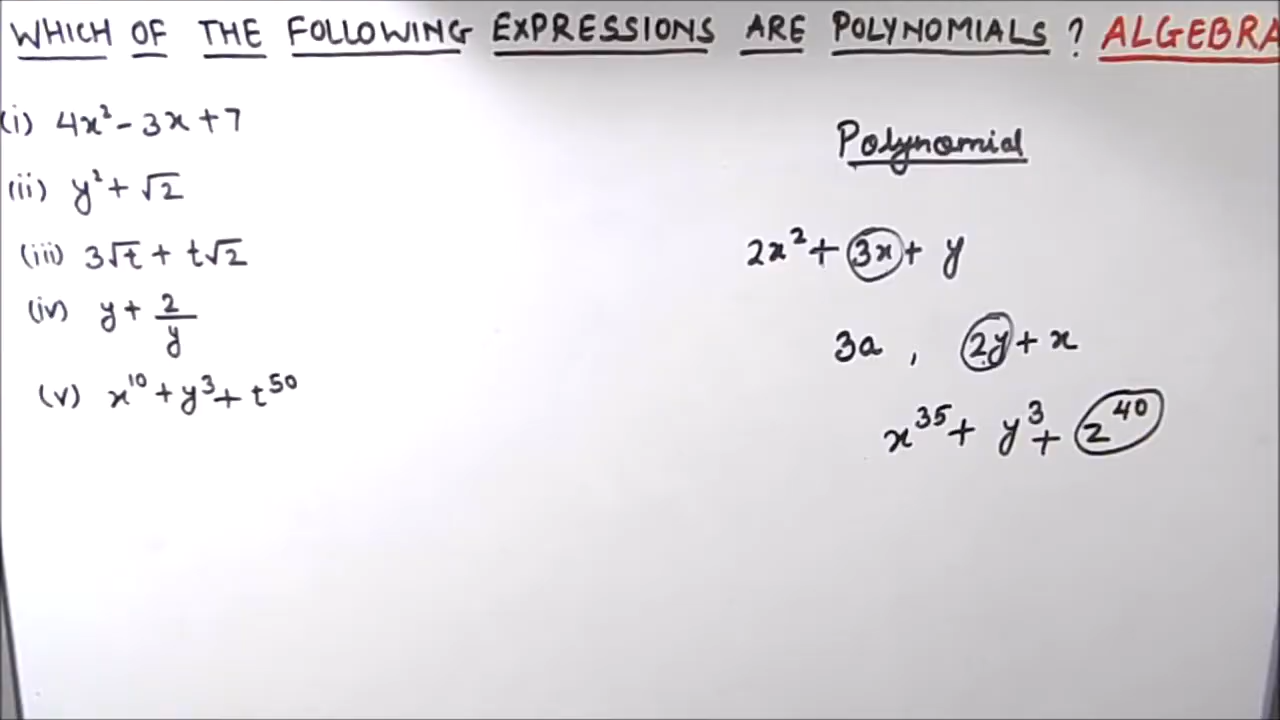 WHICH OF THE FOLLOWING EXPRESSIONS ARE POLYNOMIALS ? ALGEBRA
(i) 4x² - 3x + 7
(ii) y² + √2
(iii) 3√t + t√2
(iv) y + 2/y
(v) x¹⁰ + y³ + t⁵⁰
Polynomial
2x² + 3x + y
3a , 2y + x
x³⁵ + y³ + z⁴⁰